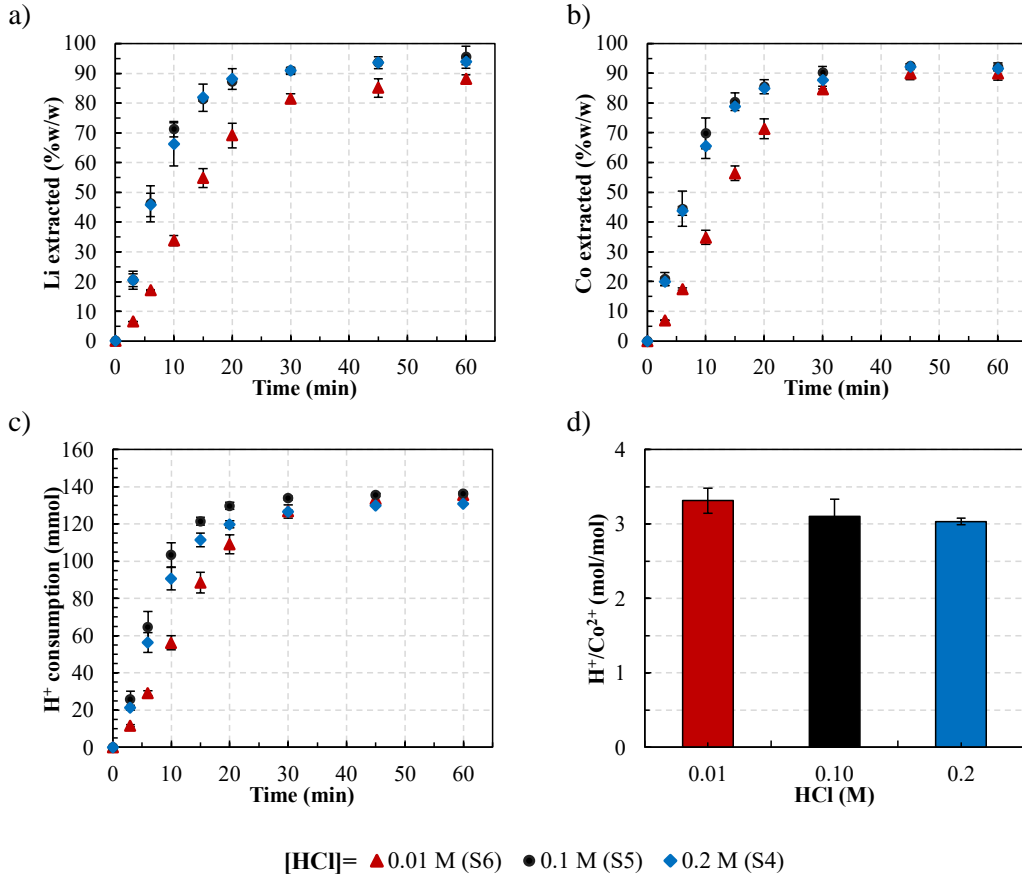 a)
b)
100
90
80
70
60
50
40
30
20
10
0
Li extracted (%w/w)
0 10 20 30 40 50 60
Time (min)
100
90
80
70
60
50
40
30
20
10
0
Co extracted (%w/w)
0 10 20 30 40 50 60
Time (min)
c)
d)
160
140
120
100
80
60
40
20
0
H⁺ consumption (mmol)
0 10 20 30 40 50 60
Time (min)
4
3
2
1
0
H⁺/Co²⁺ (mol/mol)
0.01 0.10 0.2
HCl (M)
[HCl]= 0.01 M (S6) 0.1 M (S5) 0.2 M (S4)